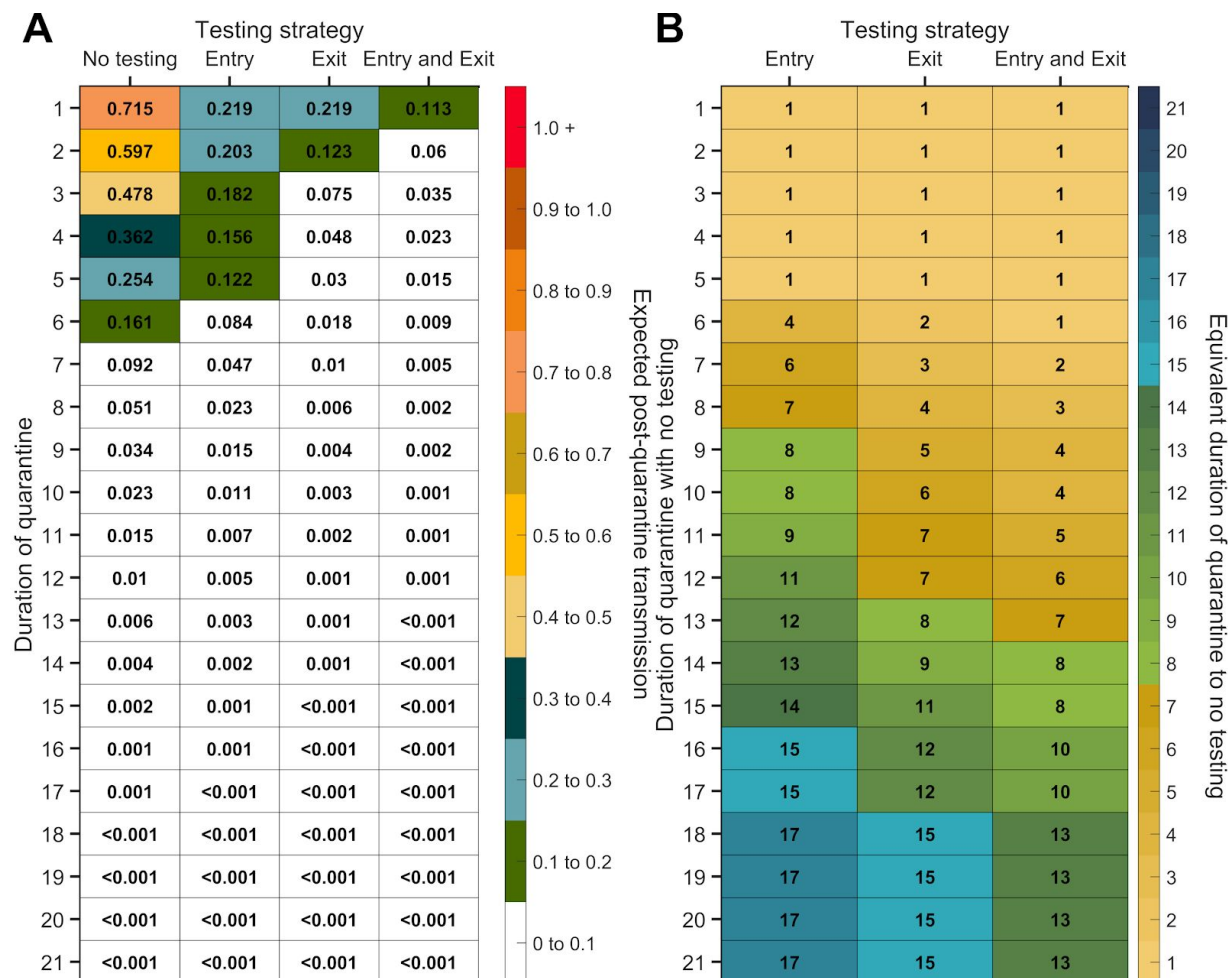 A
Testing strategy
No testing Entry Exit Entry and Exit
1 0.715 0.219 0.219 0.113
2 0.597 0.203 0.123 0.06
3 0.478 0.182 0.075 0.035
4 0.362 0.156 0.048 0.023
5 0.254 0.122 0.03 0.015
6 0.161 0.084 0.018 0.009
7 0.092 0.047 0.01 0.005
8 0.051 0.023 0.006 0.002
9 0.034 0.015 0.004 0.002
10 0.023 0.011 0.003 0.001
11 0.015 0.007 0.002 0.001
12 0.01 0.005 0.001 0.001
13 0.006 0.003 0.001 <0.001
14 0.004 0.002 0.001 <0.001
15 0.002 0.001 <0.001 <0.001
16 0.001 0.001 <0.001 <0.001
17 0.001 <0.001 <0.001 <0.001
18 <0.001 <0.001 <0.001 <0.001
19 <0.001 <0.001 <0.001 <0.001
20 <0.001 <0.001 <0.001 <0.001
21 <0.001 <0.001 <0.001 <0.001
Duration of quarantine
1.0 +
0.9 to 1.0
0.8 to 0.9
0.7 to 0.8
0.6 to 0.7
0.5 to 0.6
0.4 to 0.5
0.3 to 0.4
0.2 to 0.3
0.1 to 0.2
0 to 0.1
Expected post-quarantine transmission
B
Testing strategy
Entry Exit Entry and Exit
Duration of quarantine with no testing
1 1 1 1
2 1 1 1
3 1 1 1
4 1 1 1
5 1 1 1
6 4 2 1
7 6 3 2
8 7 4 3
9 8 5 4
10 8 6 4
11 9 7 5
12 11 7 6
13 12 8 7
14 13 9 8
15 14 11 8
16 15 12 10
17 15 12 10
18 17 15 13
19 17 15 13
20 17 15 13
21 17 15 13
21
20
19
18
17
16
15
14
13
12
11
10
9
8
7
6
5
4
3
2
1
Equivalent duration of quarantine to no testing